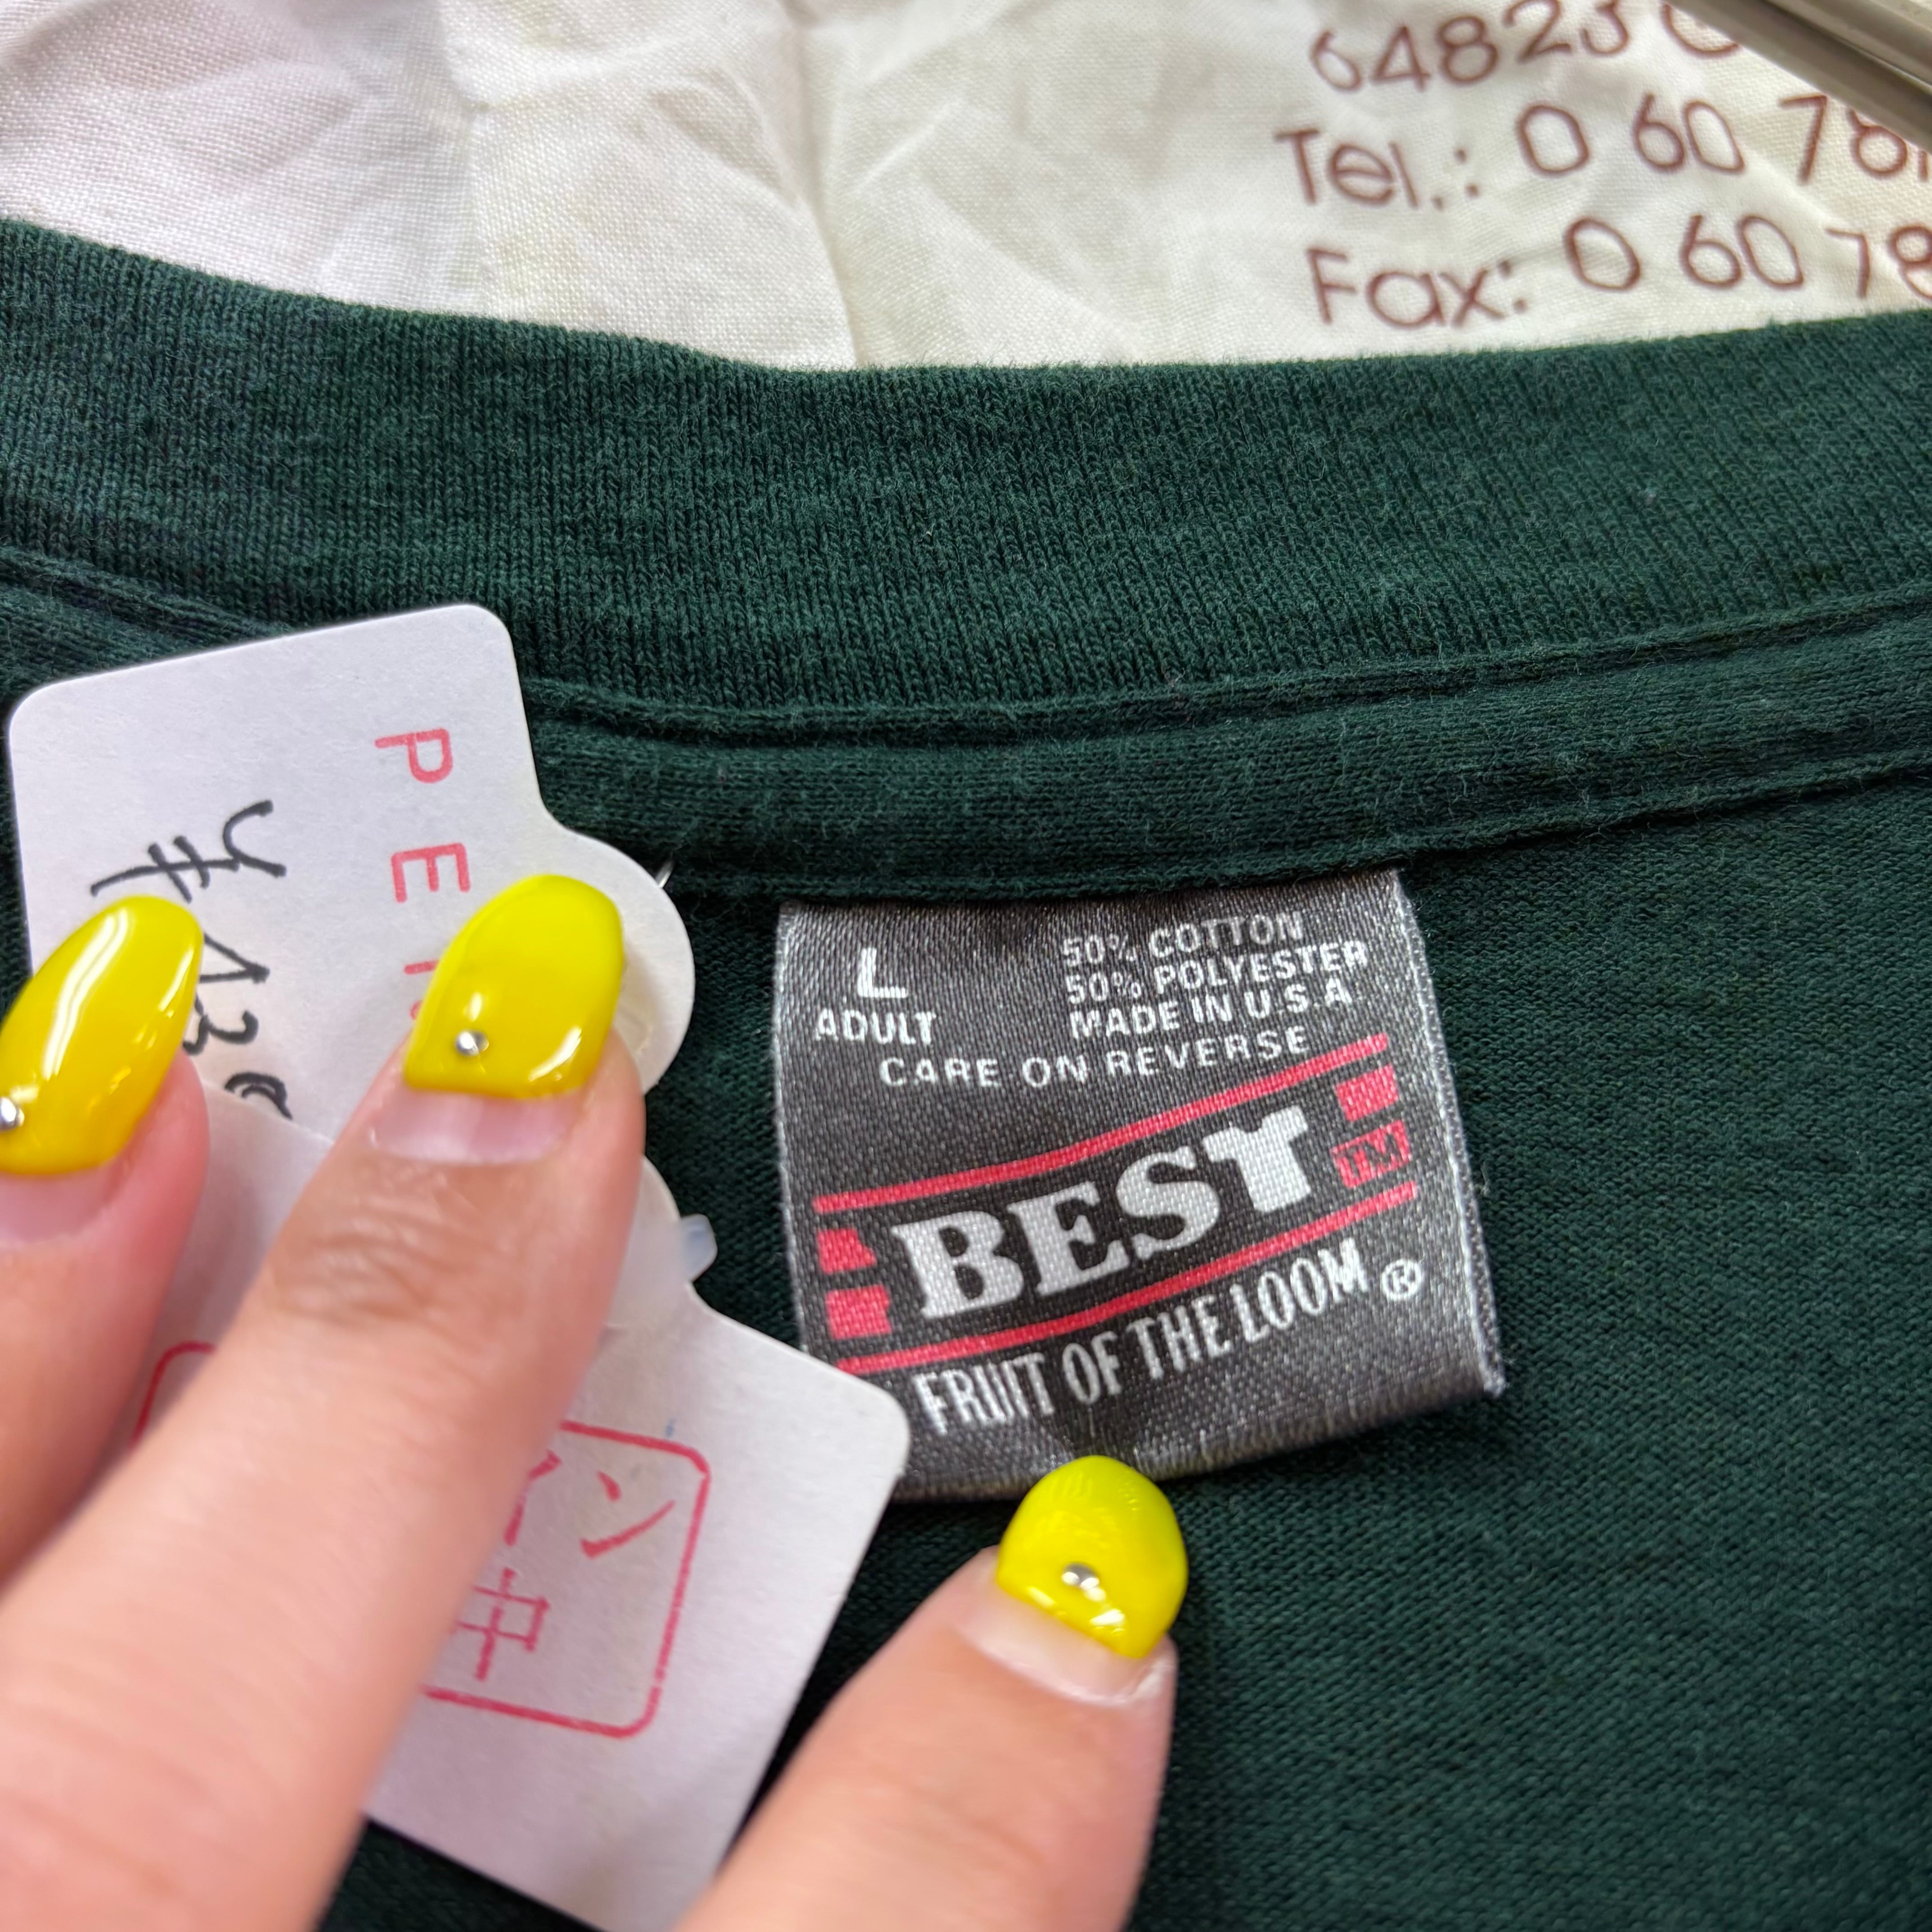 64823
Tel.: 0 60 78
Fax: 0 60 78
P E
¥
L
ADULT
50% COTTON
50% POLYESTER
MADE IN U.S.A.
CARE ON REVERSE
BEST
TM
FRUIT OF THE LOOM ®
イン
中